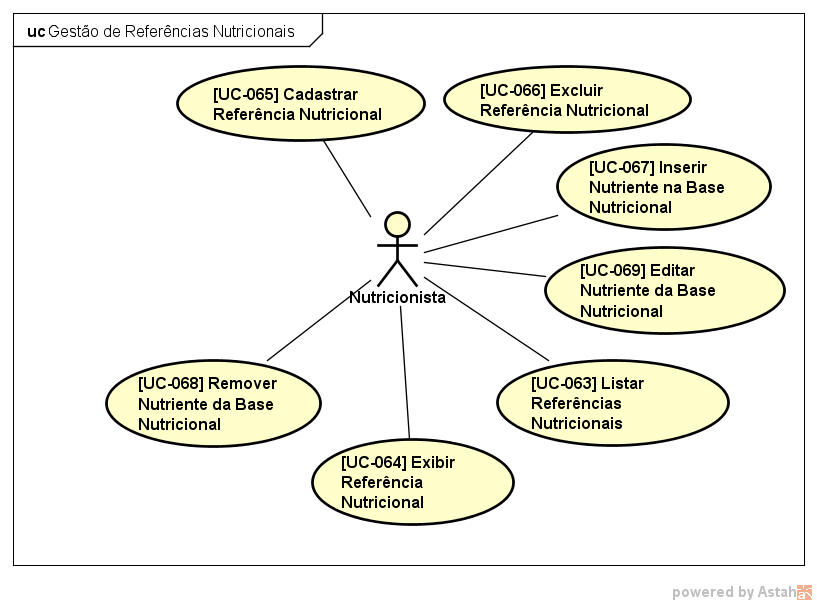 uc Gestão de Referências Nutricionais
[UC-065] Cadastrar
Referência Nutricional
[UC-066] Excluir
Referência Nutricional
[UC-067] Inserir
Nutriente na Base
Nutricional
[UC-069] Editar
Nutriente da Base
Nutricional
Nutricionista
[UC-068] Remover
Nutriente da Base
Nutricional
[UC-063] Listar
Referências
Nutricionais
[UC-064] Exibir
Referência
Nutricional
powered by Astah